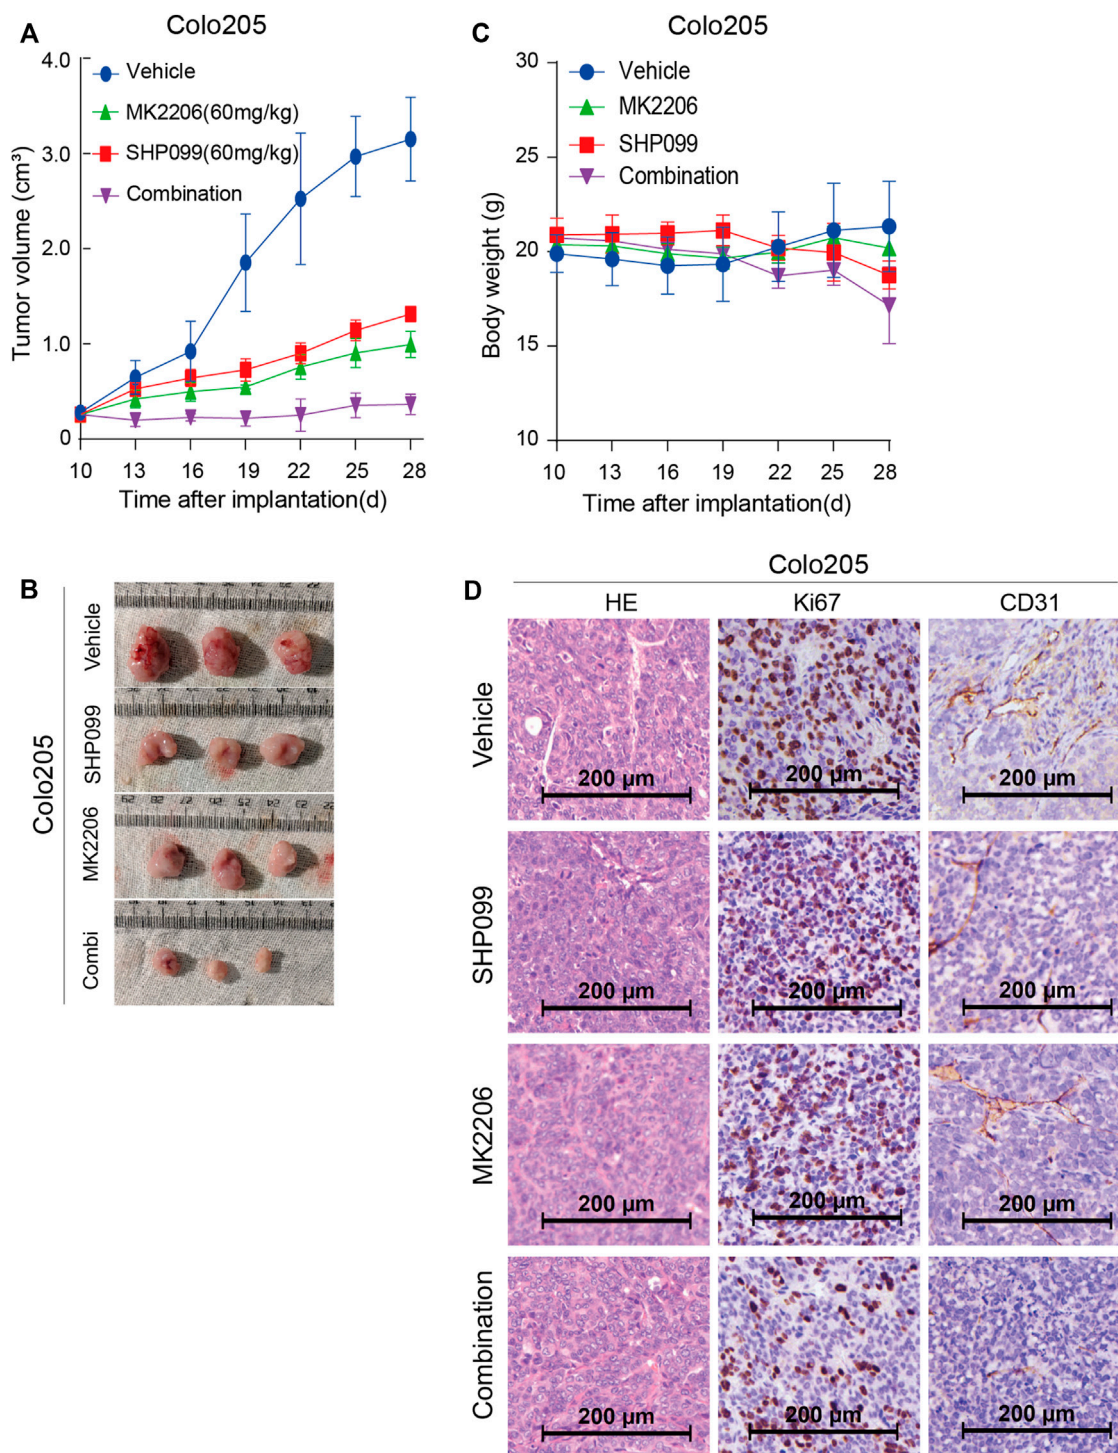 A
Colo205
4.0
3.0
2.0
1.0
0
Vehicle
MK2206(60mg/kg)
SHP099(60mg/kg)
Combination
Tumor volume (cm³)
10 13 16 19 22 25 28
Time after implantation(d)
C
Colo205
30
25
20
15
10
Vehicle
MK2206
SHP099
Combination
Body weight (g)
10 13 16 19 22 25 28
Time after implantation(d)
B
Colo205
Vehicle
SHP099
MK2206
Combi
D
Colo205
HE Ki67 CD31
Vehicle
200 µm 200 µm 200 µm
SHP099
200 µm 200 µm 200 µm
MK2206
200 µm 200 µm 200 µm
Combination
200 µm 200 µm 200 µm